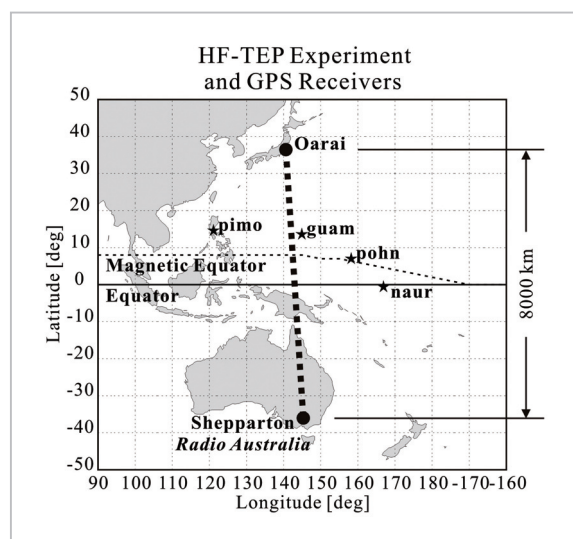 HF-TEP Experiment
and GPS Receivers
50
40
30
20
10
0
-10
-20
-30
-40
-50
Latitude [deg]
Oarai
pimo
guam
pohn
Magnetic Equator
Equator
naur
8000 km
Shepparton
Radio Australia
90 100 110 120 130 140 150 160 170 180 -170 -160
Longitude [deg]